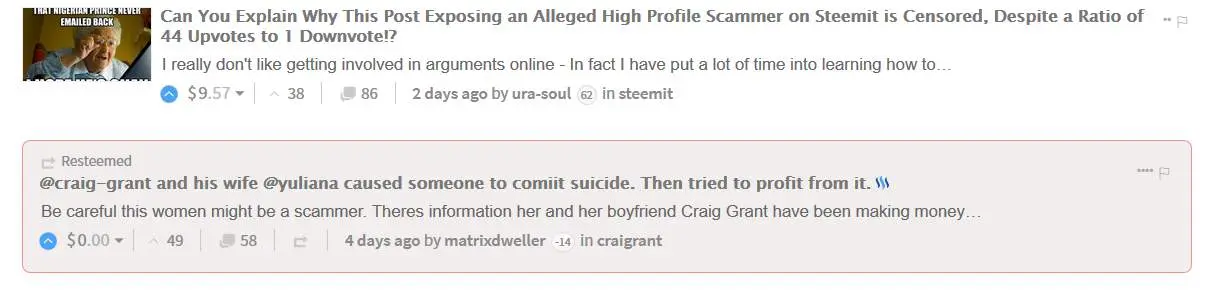 THAT NIGERIAN PRINCE NEVER
EMAILED BACK
Can You Explain Why This Post Exposing an Alleged High Profile Scammer on Steemit is Censored, Despite a Ratio of
44 Upvotes to 1 Downvote!?
I really don't like getting involved in arguments online - In fact I have put a lot of time into learning how to…
$9.57 38 86 2 days ago by ura-soul 62 in steemit
Resteemed
@craig-grant and his wife @yuliana caused someone to comiit suicide. Then tried to profit from it.
Be careful this women might be a scammer. Theres information her and her boyfriend Craig Grant have been making money…
$0.00 49 58 4 days ago by matrixdweller -14 in craigrant